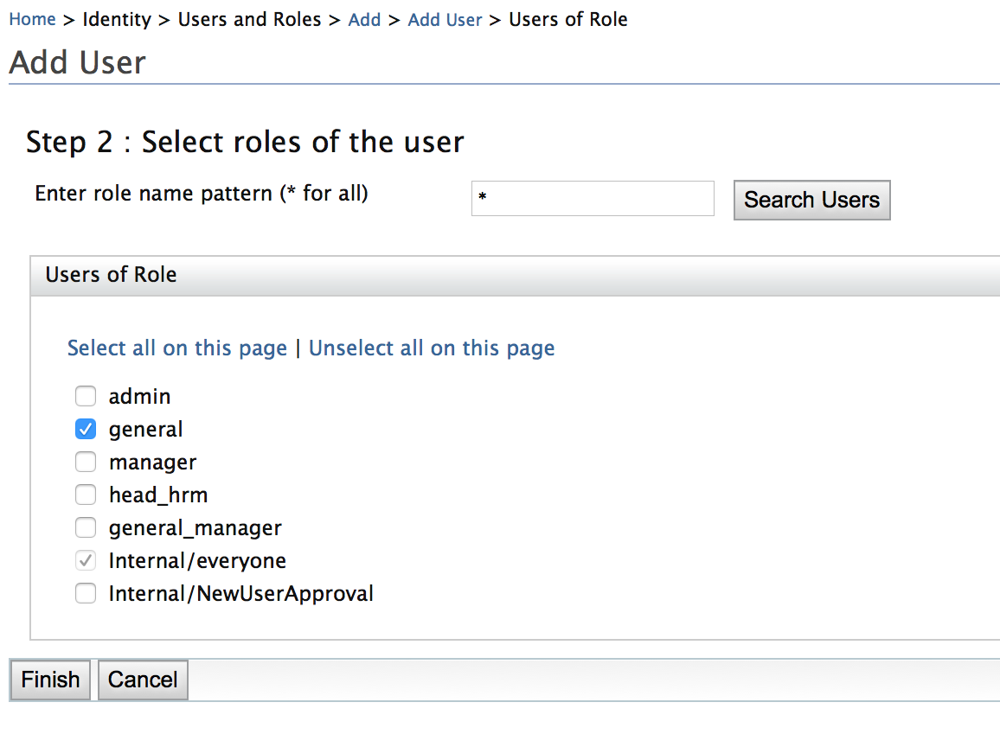 Home > Identity > Users and Roles > Add > Add User > Users of Role
Add User
Step 2 : Select roles of the user
Enter role name pattern (* for all)
*
Search Users
Users of Role
Select all on this page | Unselect all on this page
admin
general
manager
head_hrm
general_manager
Internal/everyone
Internal/NewUserApproval
Finish
Cancel